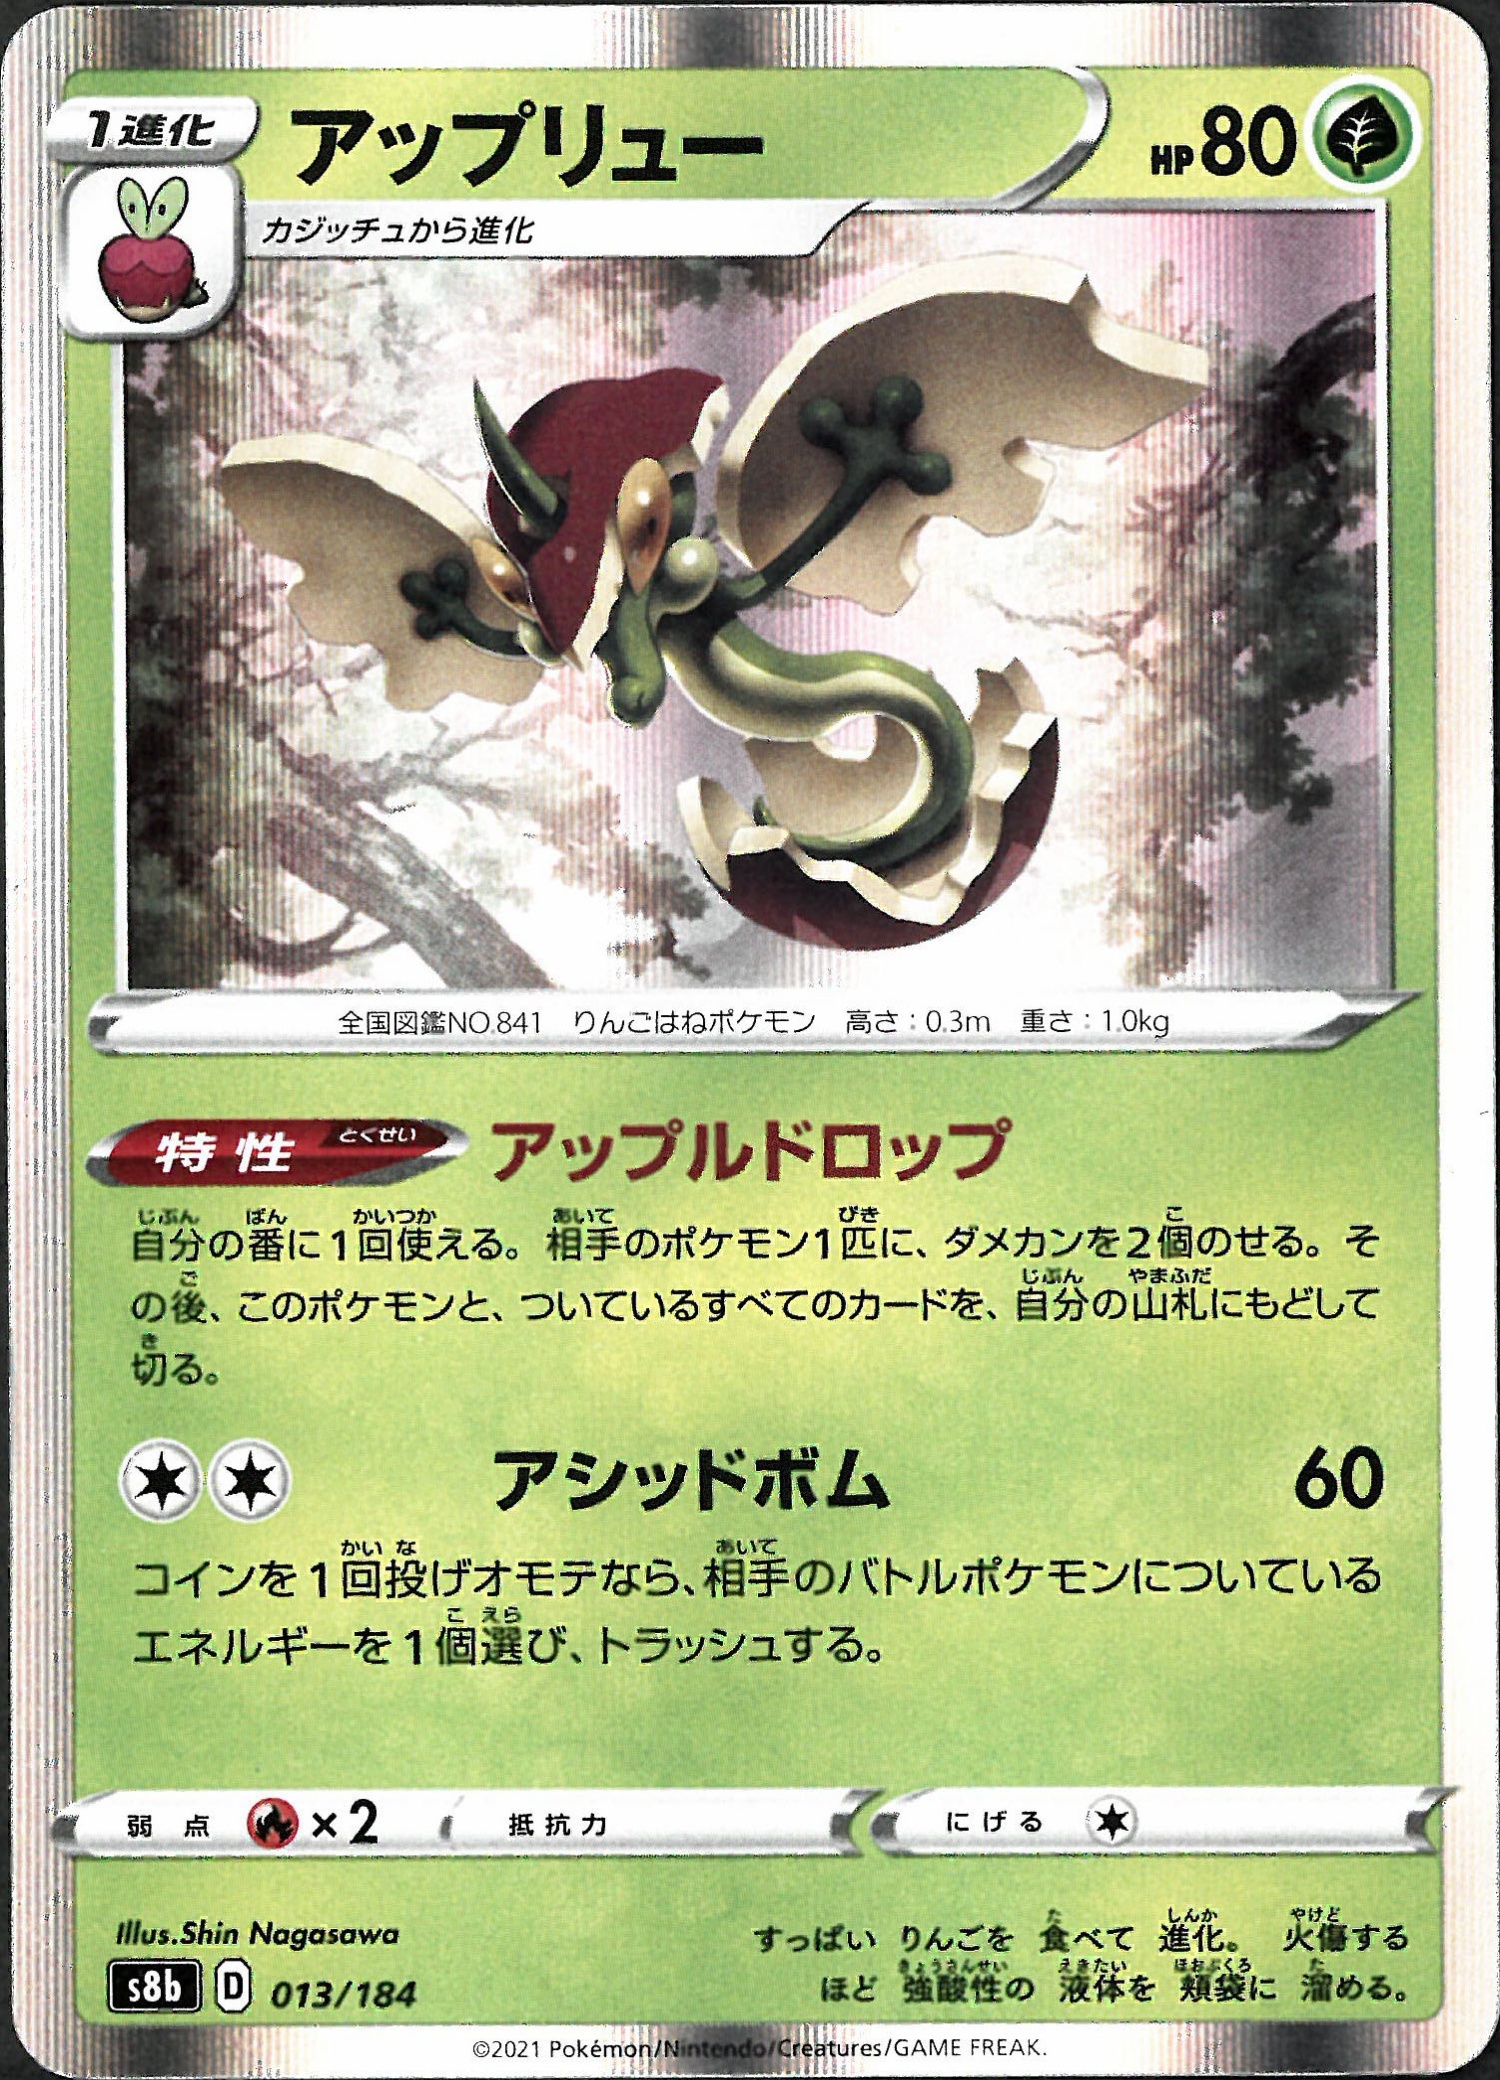 1進化
アップリュー
HP80
カジッチュから進化
全国図鑑NO.841 りんごはねポケモン 高さ：0.3m 重さ：1.0kg
特性 とくせい アップルドロップ
じぶん ばん かいつか あいて びき こ
自分の番に1回使える。相手のポケモン1匹に、ダメカンを2個のせる。そ
ご じぶん やまふだ
の後、このポケモンと、ついているすべてのカードを、自分の山札にもどして
き
切る。
アシッドボム 60
かい な あいて
コインを1回投げオモテなら、相手のバトルポケモンについている
こ えら
エネルギーを1個選び、トラッシュする。
弱点 ×2 抵抗力 にげる
Illus.Shin Nagasawa
s8b D 013/184
た しんか やけど
すっぱい りんごを 食べて 進化。 火傷する
きょうさんせい えきたい ほおぶくろ た
ほど 強酸性の 液体を 頬袋に 溜める。
©2021 Pokémon/Nintendo/Creatures/GAME FREAK.